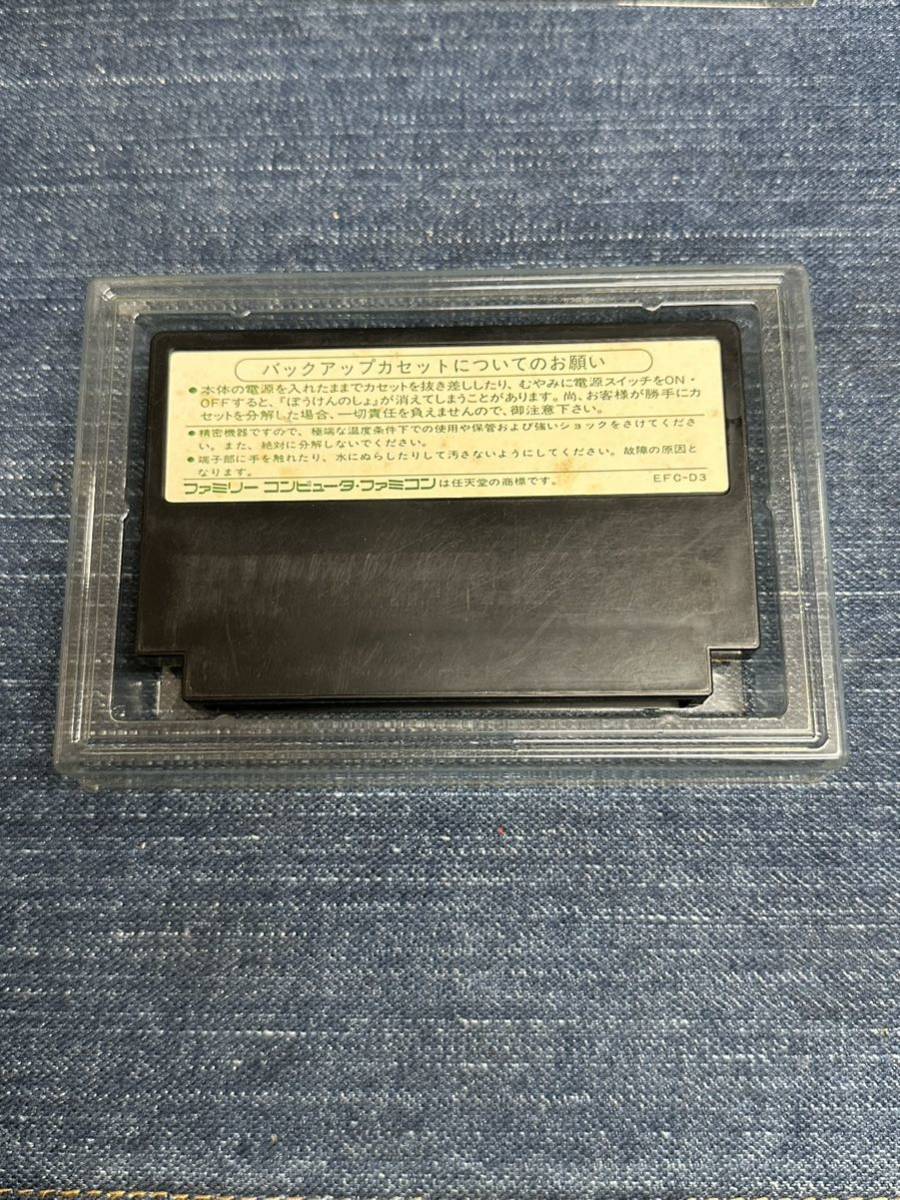 バックアップカセットについてのお願い
●本体の電源を入れたままでカセットを抜き差ししたり、むやみに電源スイッチをON・
OFFすると、「ぼうけんのしょ」が消えてしまうことがあります。尚、お客様が勝手にカ
セットを分解した場合、一切責任を負えませんので、御注意下さい。
●精密機器ですので、極端な温度条件下での使用や保管および強いショックをさけてくださ
い。また、絶対に分解しないでください。
●端子部に手を触れたり、水にぬらしたりして汚さないようにしてください。故障の原因と
なります。
ファミリー コンピュータ・ファミコンは任天堂の商標です。 EFC-D3